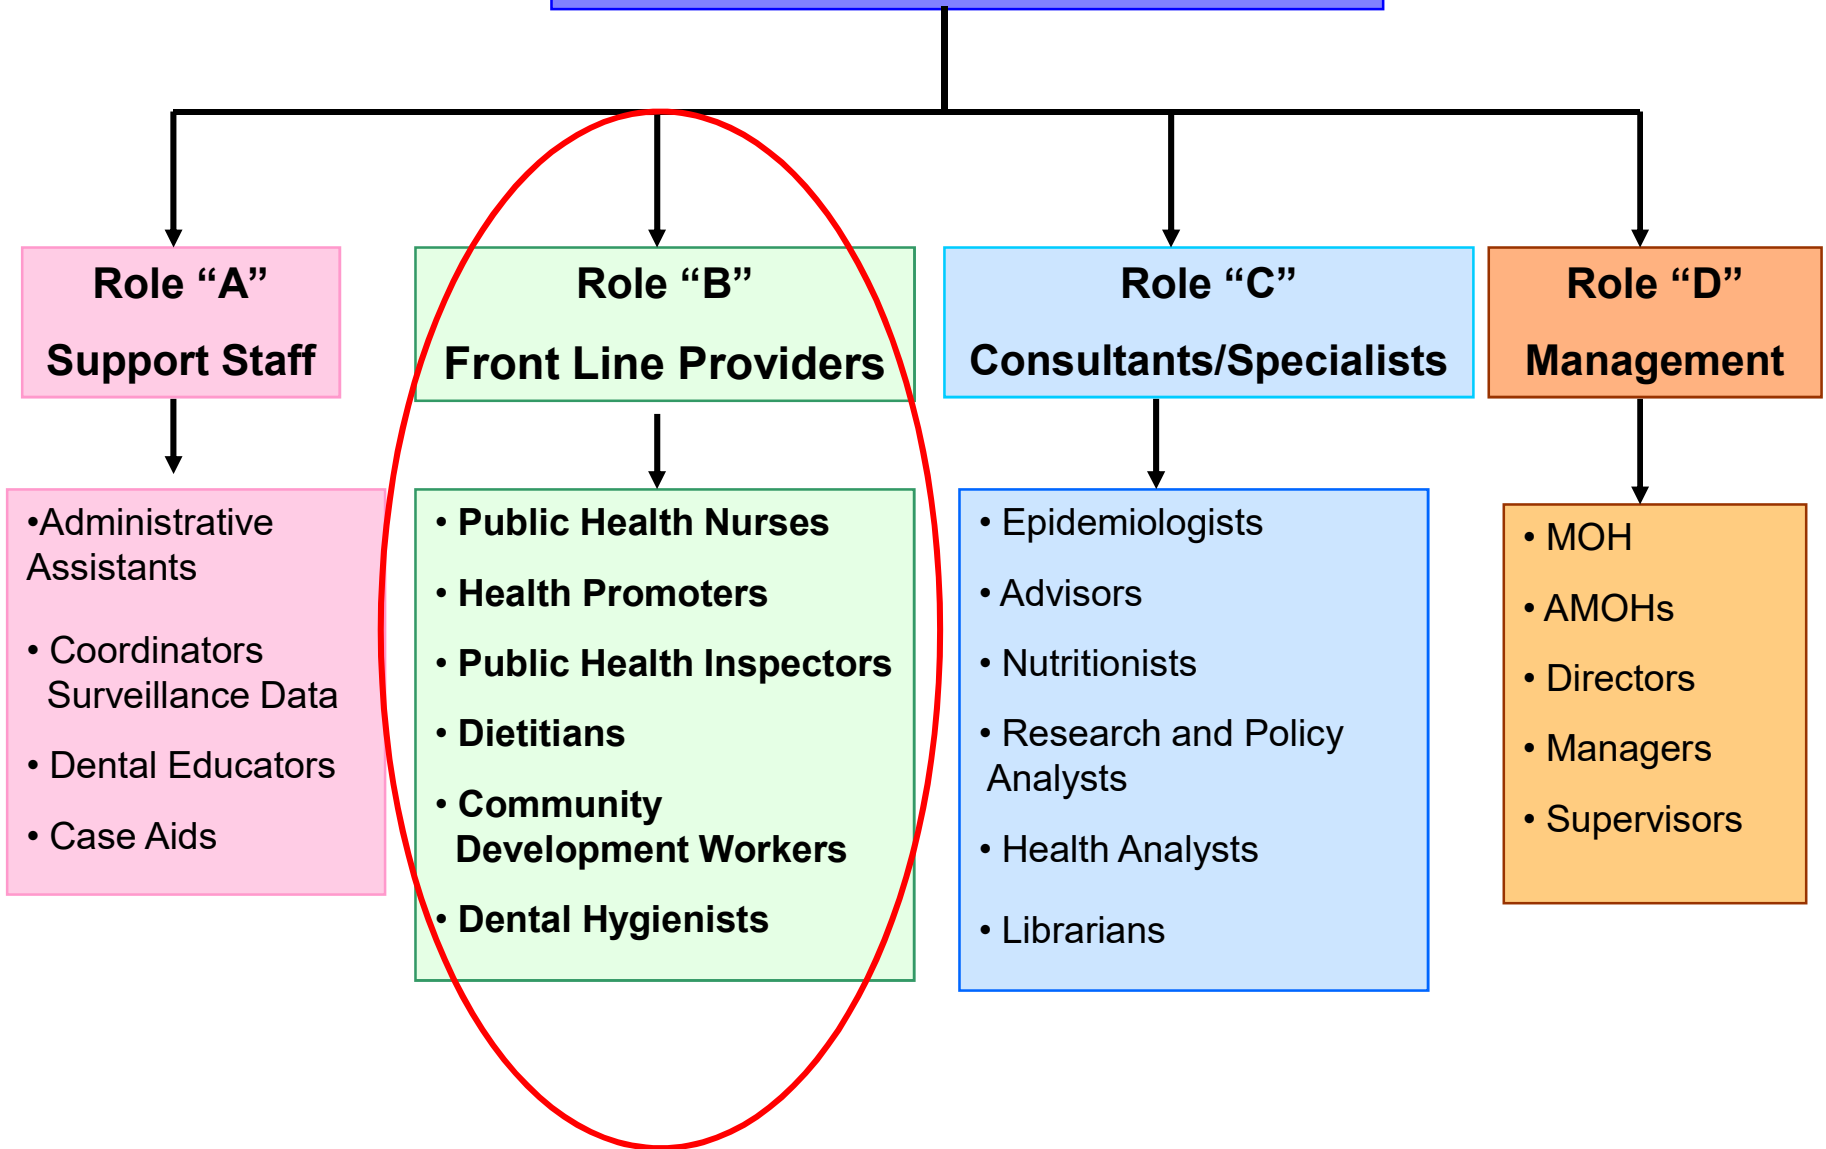 Role “A”
Support Staff
Role “B”
Front Line Providers
Role “C”
Consultants/Specialists
Role “D”
Management
•Administrative
Assistants
• Coordinators
Surveillance Data
• Dental Educators
• Case Aids
• Public Health Nurses
• Health Promoters
• Public Health Inspectors
• Dietitians
• Community
Development Workers
• Dental Hygienists
• Epidemiologists
• Advisors
• Nutritionists
• Research and Policy
Analysts
• Health Analysts
• Librarians
• MOH
• AMOHs
• Directors
• Managers
• Supervisors